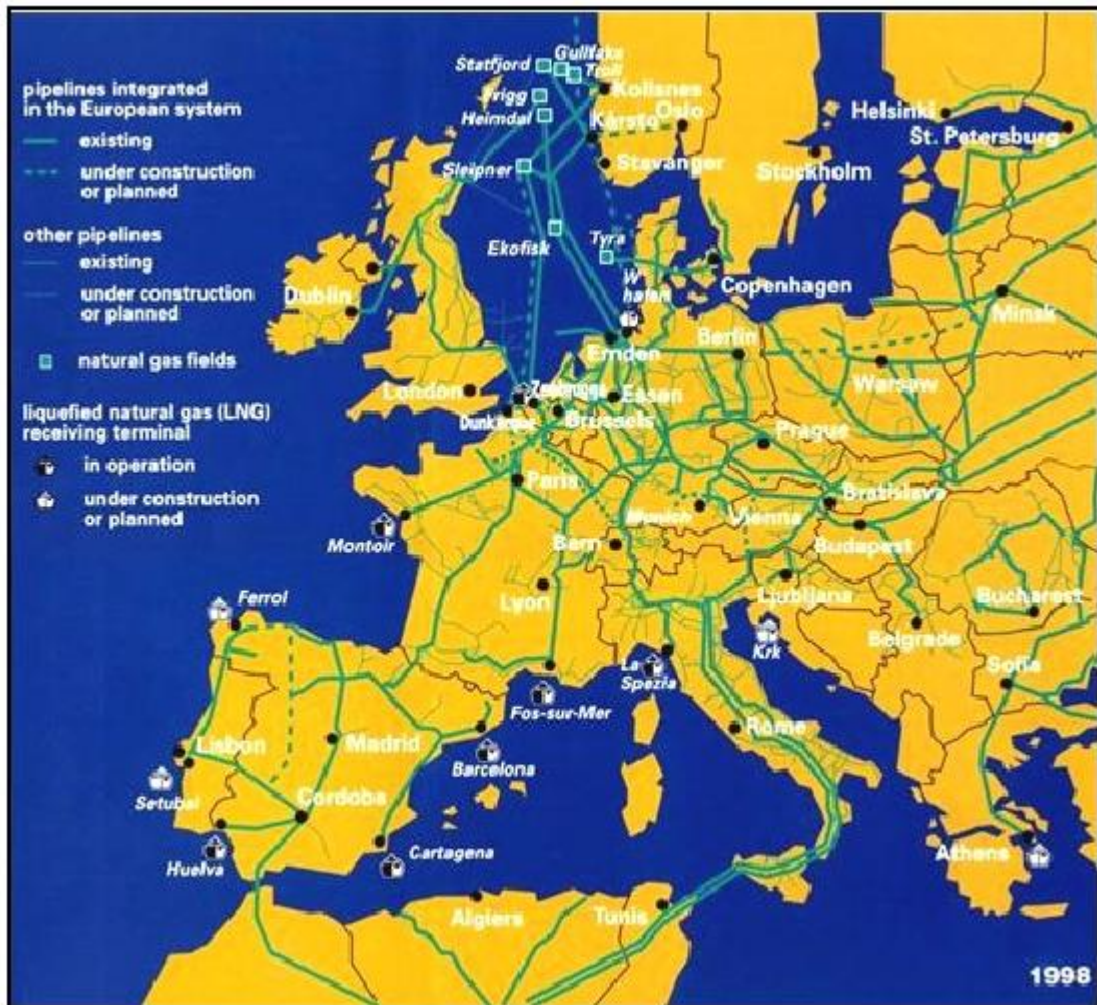 pipelines integrated
in the European system
existing
under construction
or planned
other pipelines
existing
under construction
or planned
natural gas fields
liquefied natural gas (LNG)
receiving terminal
in operation
under construction
or planned
Statfjord
Gullfaks
Troll
Frigg
Heimdal
Kollsnes
Oslo
Kårstø
Stavanger
Sleipner
Helsinki
St. Petersburg
Stockholm
Ekofisk
Tyra
Copenhagen
Dublin
Minsk
Emden
Berlin
Warsaw
London
Zeebrugge
Essen
Dunkerque
Brussels
Prague
Paris
Bratislava
Munich
Vienna
Montoir
Bern
Budapest
Lyon
Ljubljana
Bucharest
Ferrol
Belgrade
Krk
La
Spezia
Sofia
Fos-sur-Mer
Lisbon
Madrid
Rome
Barcelona
Setubal
Cordoba
Huelva
Cartagena
Athens
Algiers
Tunis
1998